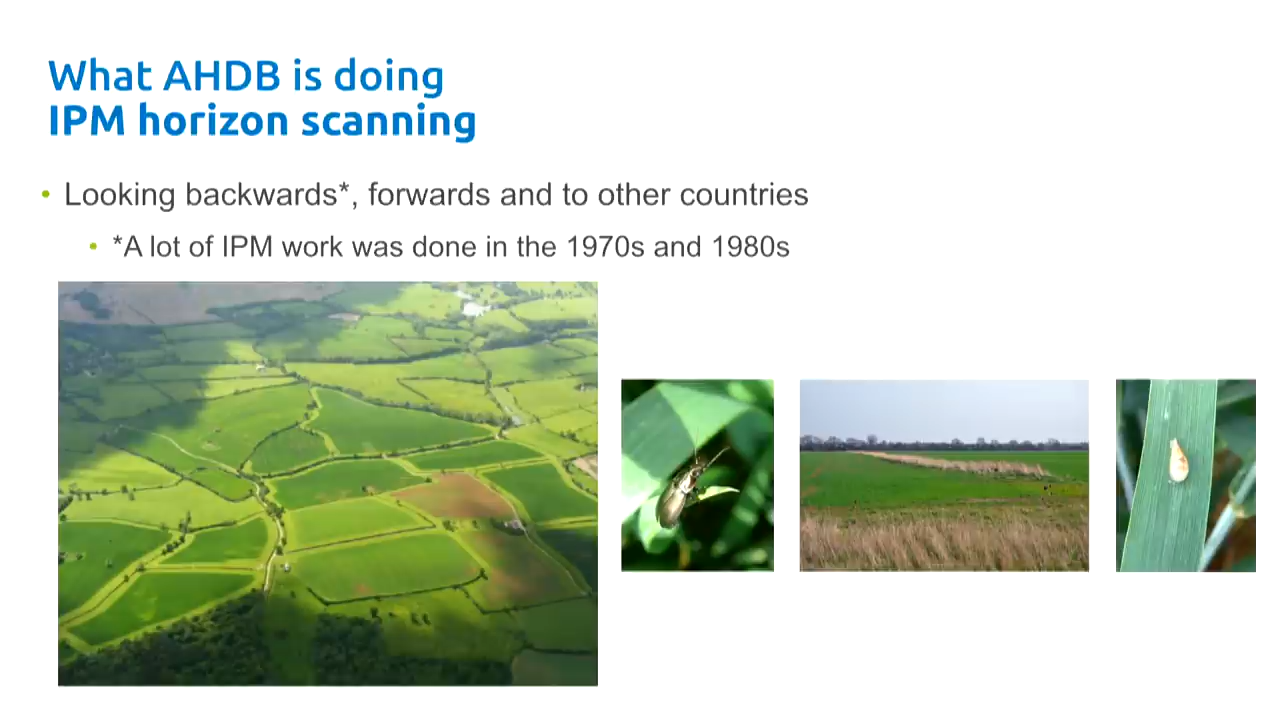 What AHDB is doing
IPM horizon scanning
• Looking backwards*, forwards and to other countries
• *A lot of IPM work was done in the 1970s and 1980s